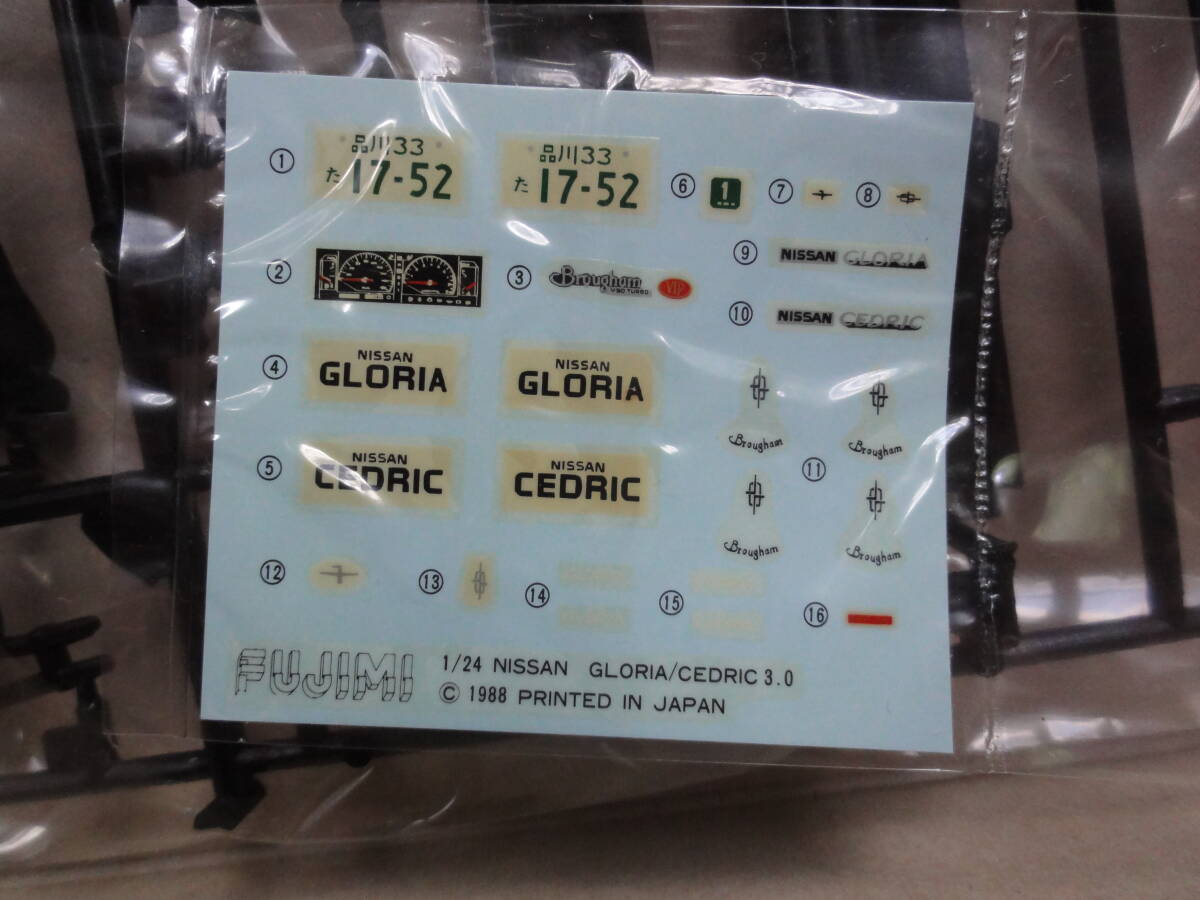 ① 品川33 品川33
た 17-52 た 17-52
⑥ 1 ⑦ ⑧
② ③ Brougham VIP
V30 TURBO
⑨ NISSAN GLORIA
⑩ NISSAN CEDRIC
④ NISSAN NISSAN
GLORIA GLORIA
⑤ NISSAN NISSAN
CEDRIC CEDRIC
Brougham Brougham
⑪
Brougham Brougham
⑫ ⑬ ⑭ ⑮ ⑯
FUJIMI 1/24 NISSAN GLORIA/CEDRIC 3.0
© 1988 PRINTED IN JAPAN